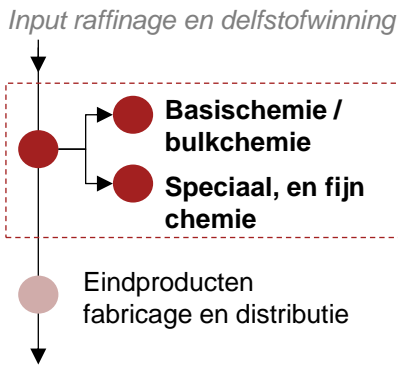 Input raffinage en delfstofwinning
Basischemie /
bulkchemie
Speciaal, en fijn
chemie
Eindproducten
fabricage en distributie